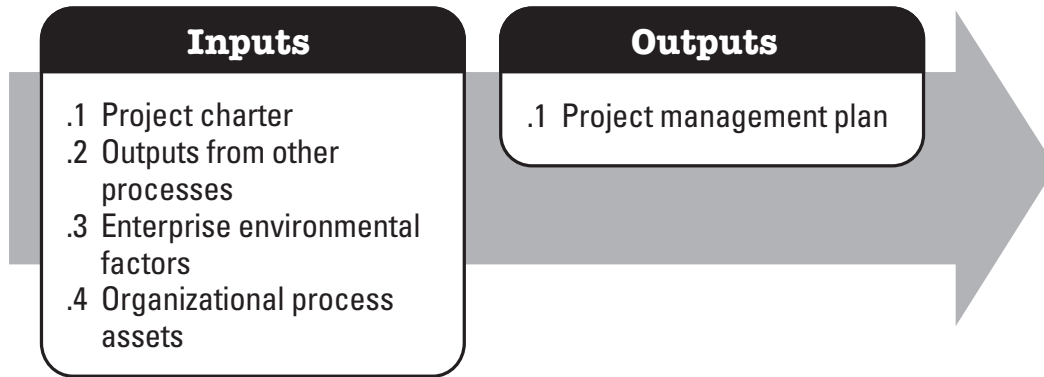 Inputs
.1 Project charter
.2 Outputs from other
processes
.3 Enterprise environmental
factors
.4 Organizational process
assets
Outputs
.1 Project management plan